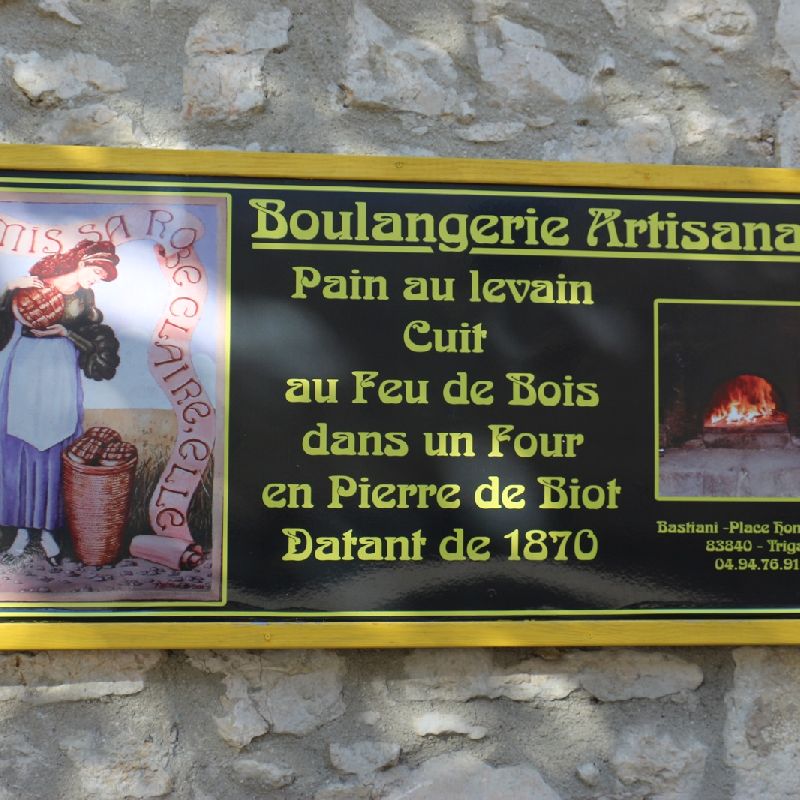 MIS SA ROBE CLAIRE, ELLE
Boulangerie Artisana
Pain au levain
Cuit
au Feu de Bois
dans un Four
en Pierre de Biot
Datant de 1870
Bastiani -Place Hon
83840 - Triga
04.94.76.91